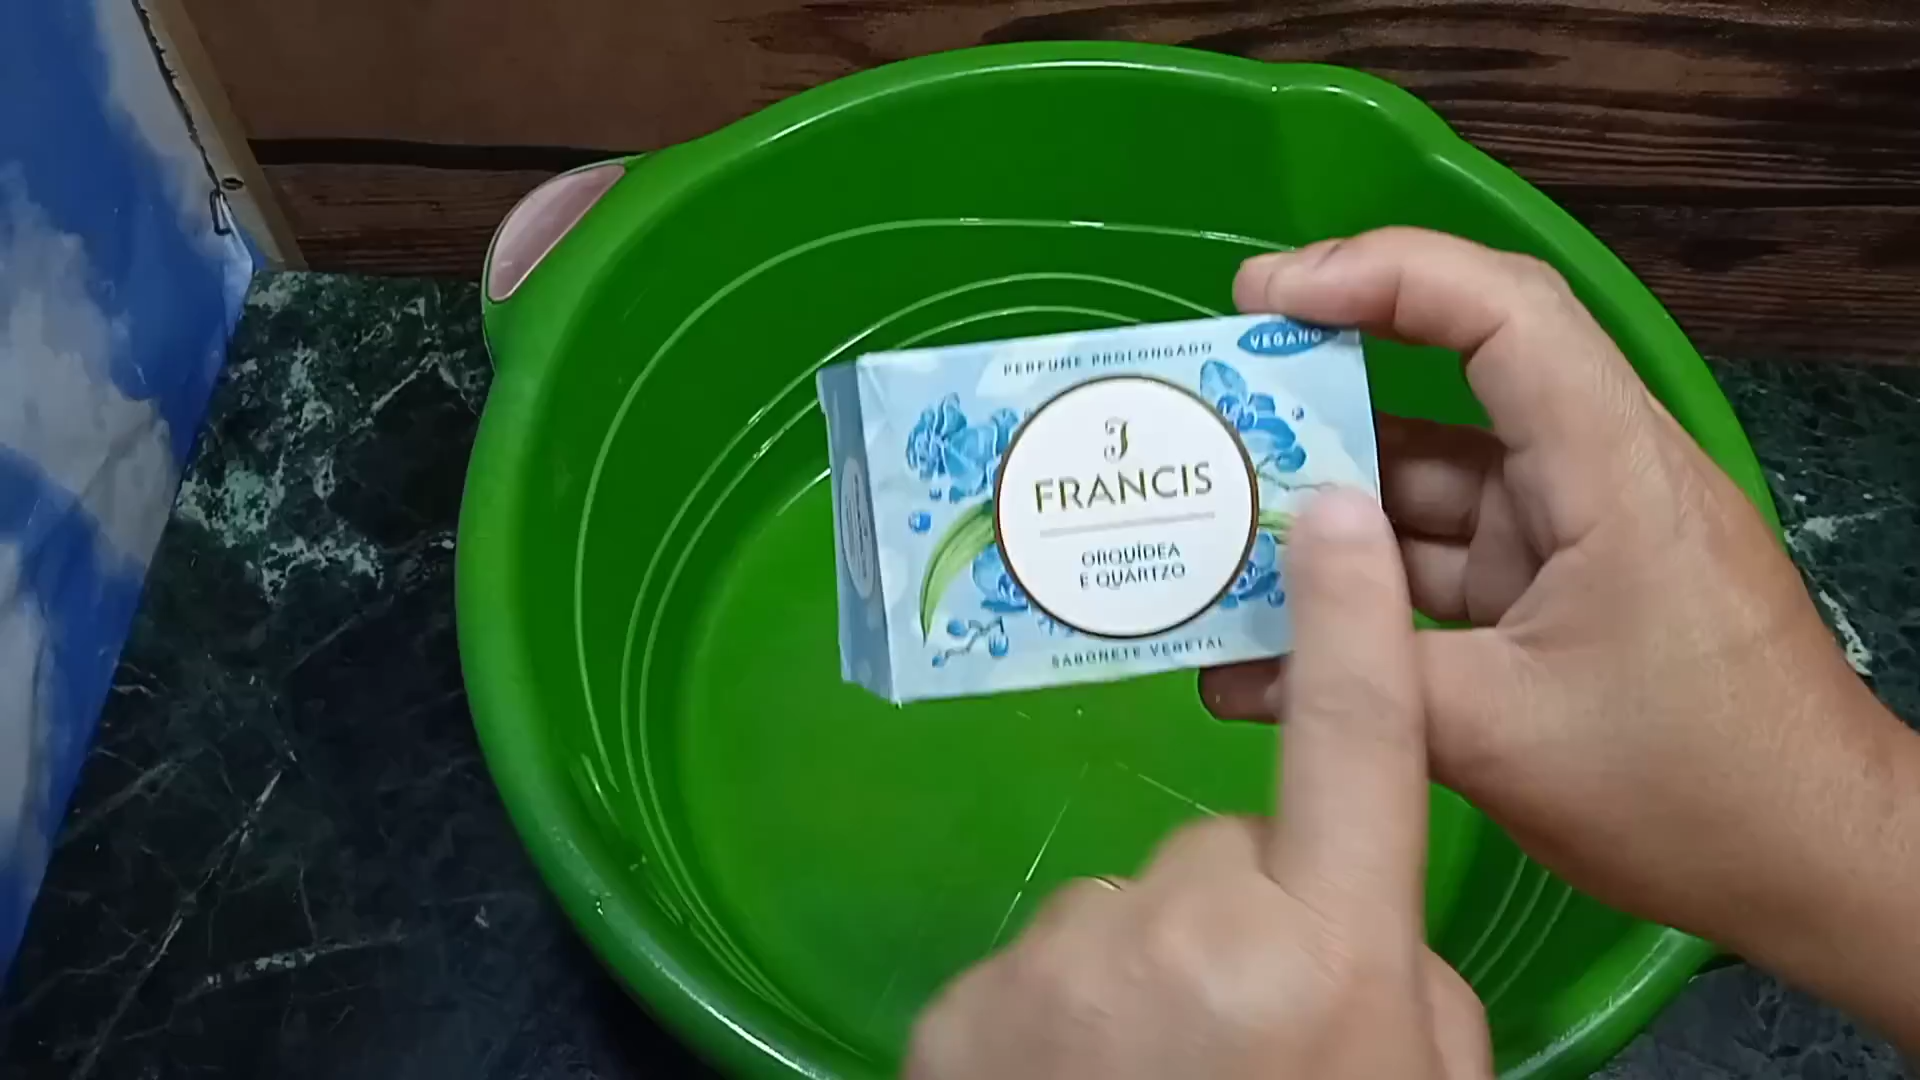 PERFUME PROLONGADO
VEGANO
F
FRANCIS
ORQUÍDEA
E QUARTZO
SABONETE VEGETAL